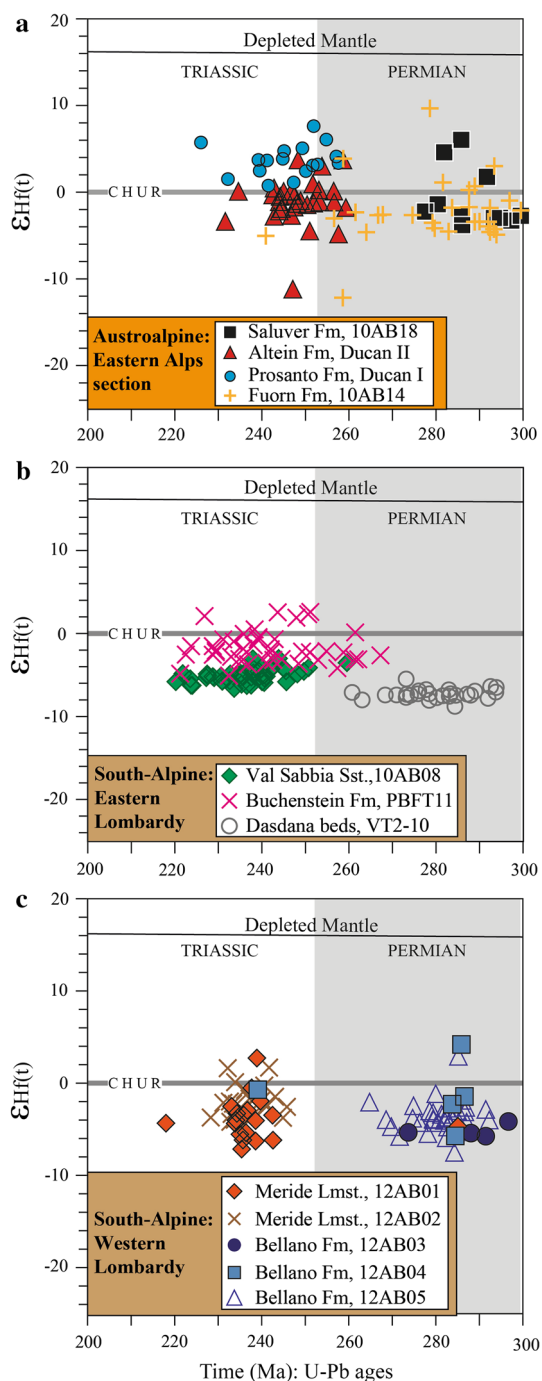 a
20
10
0
-10
-20
εHf(t)
Depleted Mantle
TRIASSIC
PERMIAN
CHUR
Austroalpine:
Eastern Alps
section
Saluver Fm, 10AB18
Altein Fm, Ducan II
Prosanto Fm, Ducan I
Fuorn Fm, 10AB14
200 220 240 260 280 300
b
20
10
0
-10
-20
εHf(t)
Depleted Mantle
TRIASSIC
PERMIAN
CHUR
South-Alpine:
Eastern
Lombardy
Val Sabbia Sst.,10AB08
Buchenstein Fm, PBFT11
Dasdana beds, VT2-10
200 220 240 260 280 300
c
20
10
0
-10
-20
εHf(t)
Depleted Mantle
TRIASSIC
PERMIAN
CHUR
South-Alpine:
Western
Lombardy
Meride Lmst., 12AB01
Meride Lmst., 12AB02
Bellano Fm, 12AB03
Bellano Fm, 12AB04
Bellano Fm, 12AB05
200 220 240 260 280 300
Time (Ma): U-Pb ages